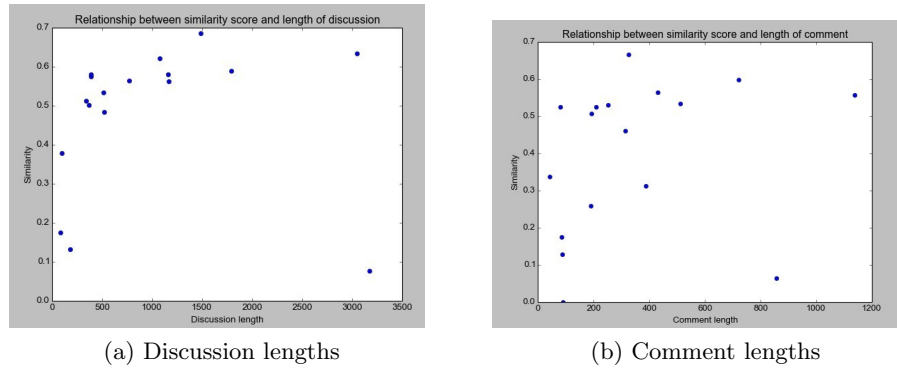 Relationship between similarity score and length of discussion
0.7
0.6
0.5
0.4
0.3
0.2
0.1
0.0
Similarity
0 500 1000 1500 2000 2500 3000 3500
Discussion length
(a) Discussion lengths
Relationship between similarity score and length of comment
0.7
0.6
0.5
0.4
0.3
0.2
0.1
0.0
Similarity
0 200 400 600 800 1000 1200
Comment length
(b) Comment lengths